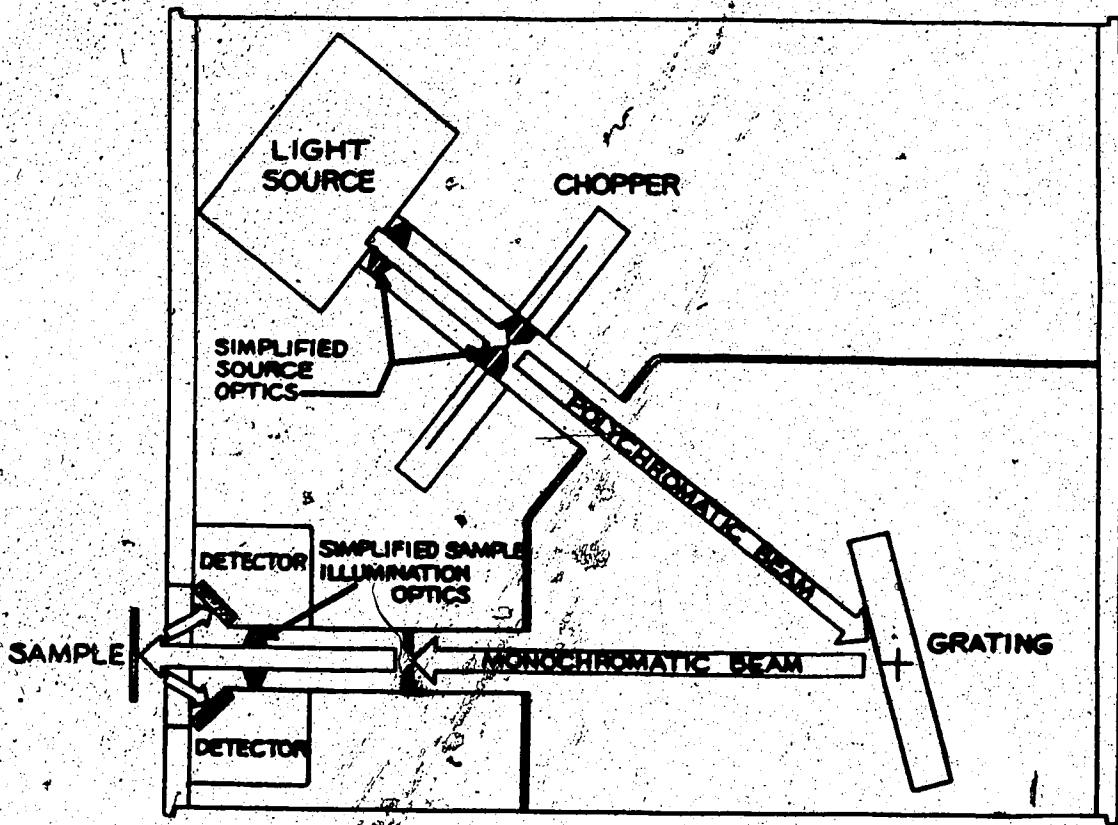 LIGHT
SOURCE
CHOPPER
SIMPLIFIED
SOURCE
OPTICS
POLYCHROMATIC BEAM
DETECTOR
SIMPLIFIED SAMPLE
ILLUMINATION
OPTICS
SAMPLE
MONOCHROMATIC BEAM
GRATING
DETECTOR